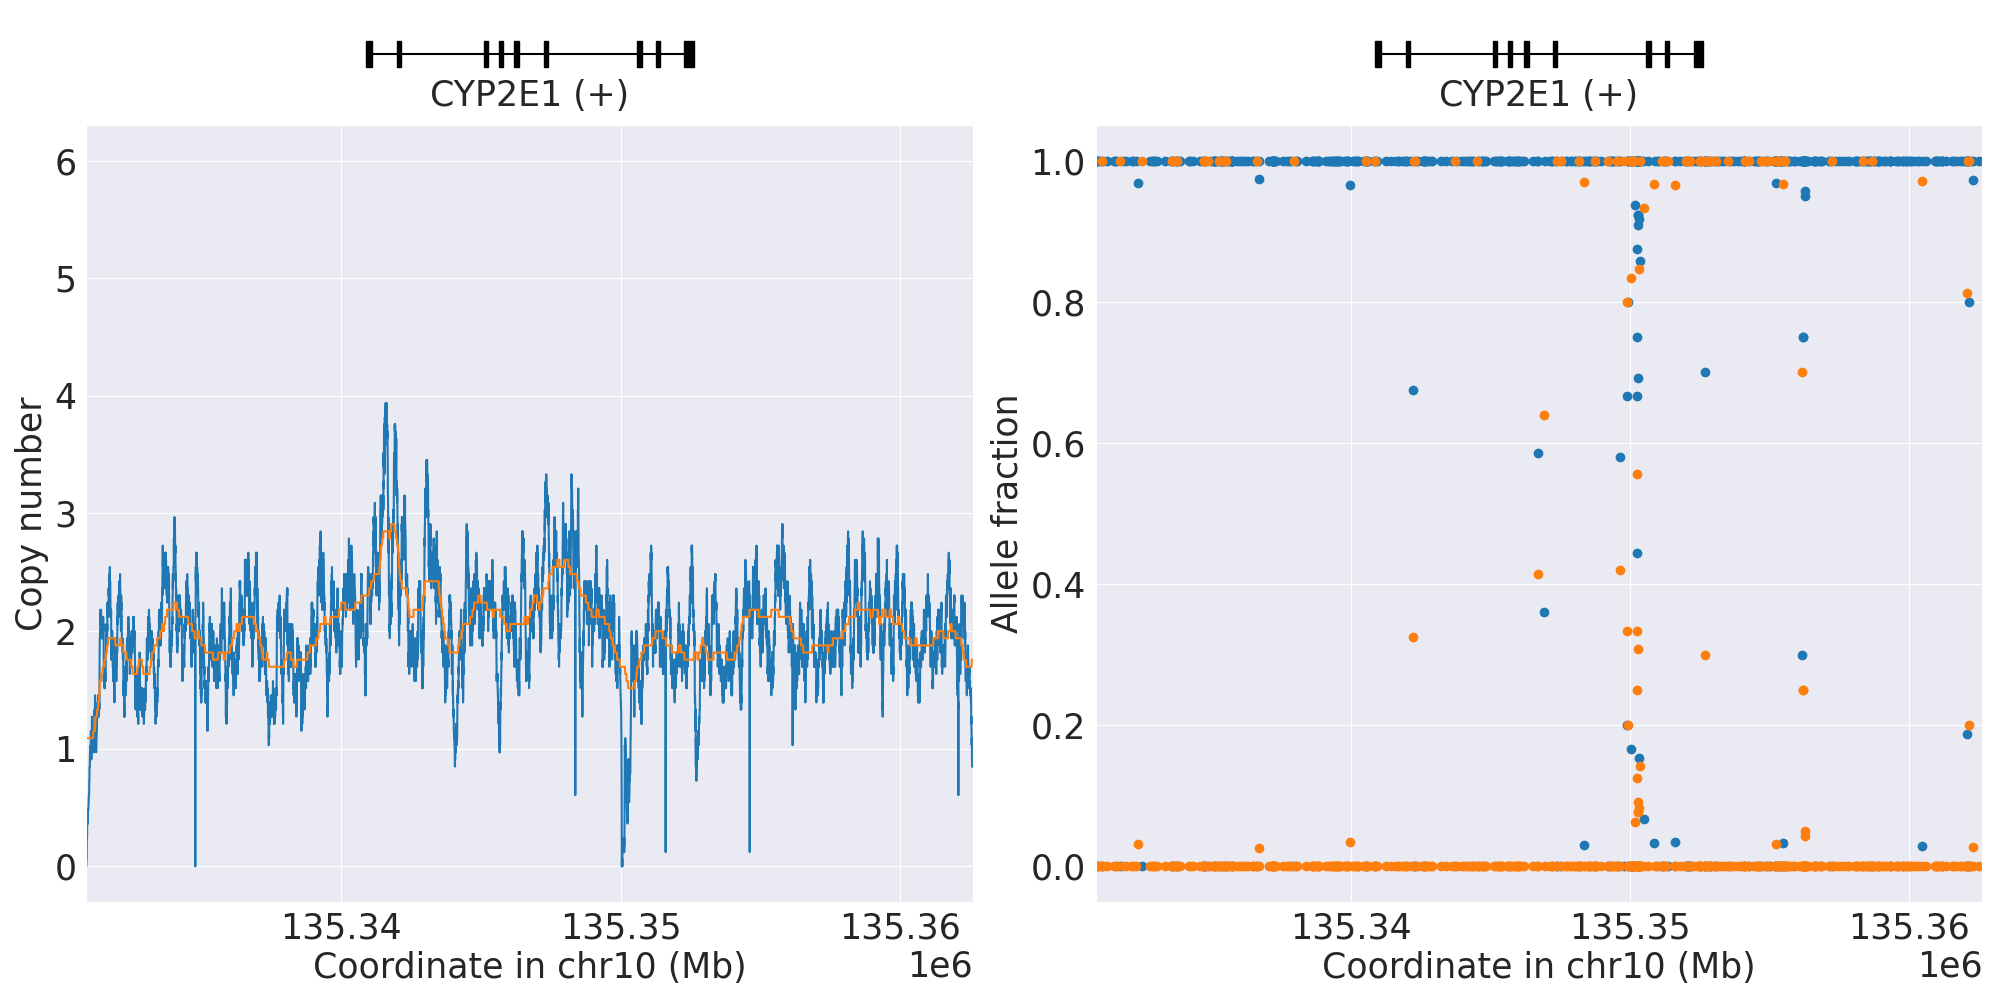 CYP2E1 (+)
6
5
4
3
2
1
0
Copy number
135.34 135.35 135.36
Coordinate in chr10 (Mb)
1e6
CYP2E1 (+)
1.0
0.8
0.6
0.4
0.2
0.0
Allele fraction
135.34 135.35 135.36
Coordinate in chr10 (Mb)
1e6